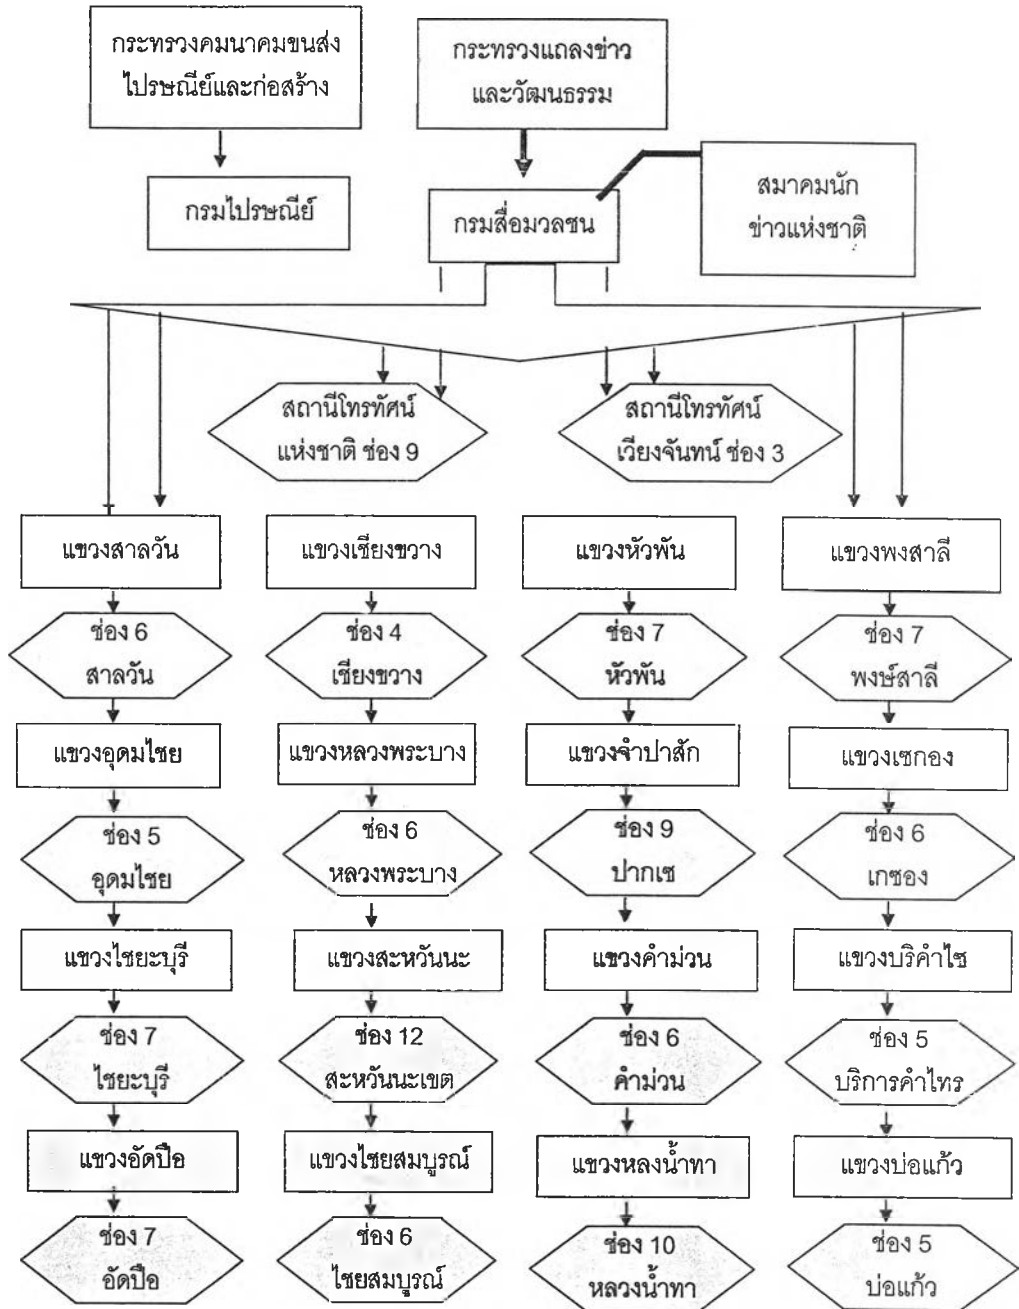 กระทรวงคมนาคมขนส่ง
ไปรษณีย์และก่อสร้าง
กระทรวงแถลงข่าว
และวัฒนธรรม
กรมไปรษณีย์
กรมสื่อมวลชน
สมาคมนัก
ข่าวแห่งชาติ
สถานีโทรทัศน์
แห่งชาติ ช่อง 9
สถานีโทรทัศน์
เวียงจันทน์ ช่อง 3
แขวงสาลวัน
แขวงเชียงขวาง
แขวงหัวพัน
แขวงพงสาลี
ช่อง 6
สาลวัน
ช่อง 4
เชียงขวาง
ช่อง 7
หัวพัน
ช่อง 7
พงษ์สาลี
แขวงอุดมไชย
แขวงหลวงพระบาง
แขวงจำปาสัก
แขวงเซกอง
ช่อง 5
อุดมไชย
ช่อง 6
หลวงพระบาง
ช่อง 9
ปากเซ
ช่อง 6
เกซอง
แขวงไชยะบุรี
แขวงสะหวันนะ
แขวงคำม่วน
แขวงบริคำไซ
ช่อง 7
ไชยะบุรี
ช่อง 12
สะหวันนะเขต
ช่อง 6
คำม่วน
ช่อง 5
บริการคำไทร
แขวงอัดปือ
แขวงไชยสมบูรณ์
แขวงหลงน้ำทา
แขวงบ่อแก้ว
ช่อง 7
อัดปือ
ช่อง 6
ไชยสมบูรณ์
ช่อง 10
หลวงน้ำทา
ช่อง 5
บ่อแก้ว